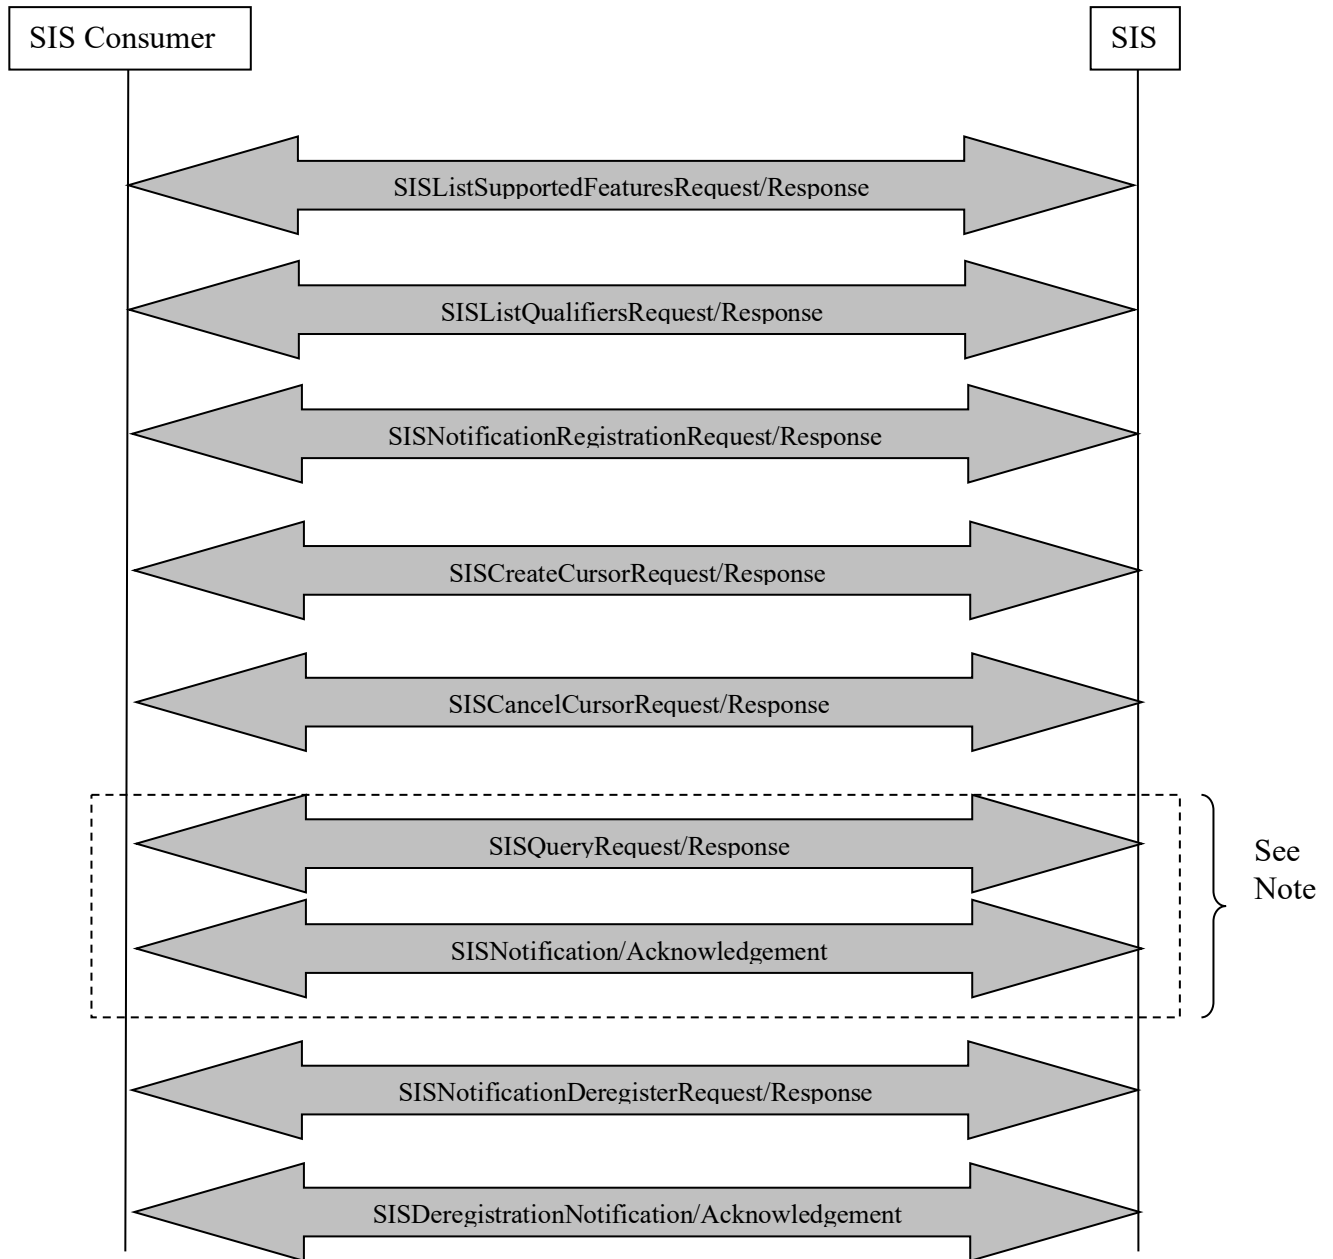 SIS Consumer
SIS
SISListSupportedFeaturesRequest/Response
SISListQualifiersRequest/Response
SISNotificationRegistrationRequest/Response
SISCreateCursorRequest/Response
SISCancelCursorRequest/Response
SISQueryRequest/Response
See
Note
SISNotification/Acknowledgement
SISNotificationDeregisterRequest/Response
SISDeregistrationNotification/Acknowledgement